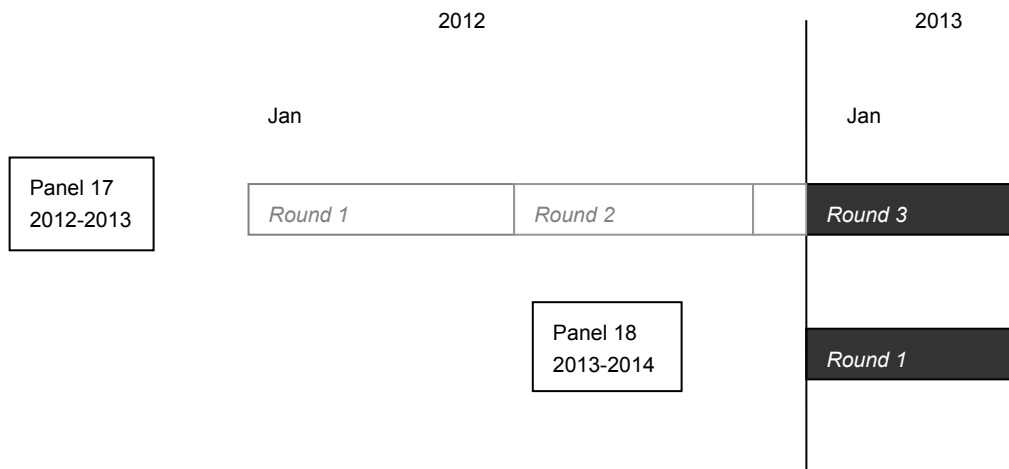 2012
2013
Jan
Jan
Panel 17
2012-2013
Round 1
Round 2
Round 3
Panel 18
2013-2014
Round 1